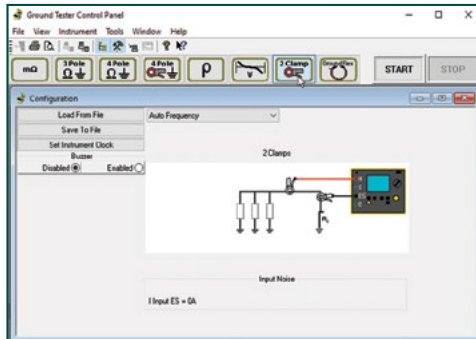 Ground Tester Control Panel
File View Instrument Tools Window Help
mΩ 3 Pole Ω 4 Pole Ω 4 Pole ρ 2 Clamp GroundFlex START STOP
Configuration
Load From File Auto Frequency
Save To File
Set Instrument Clock
Buzzer
Disabled Enabled
2 Clamps
Input Noise
I Input ES = 0A